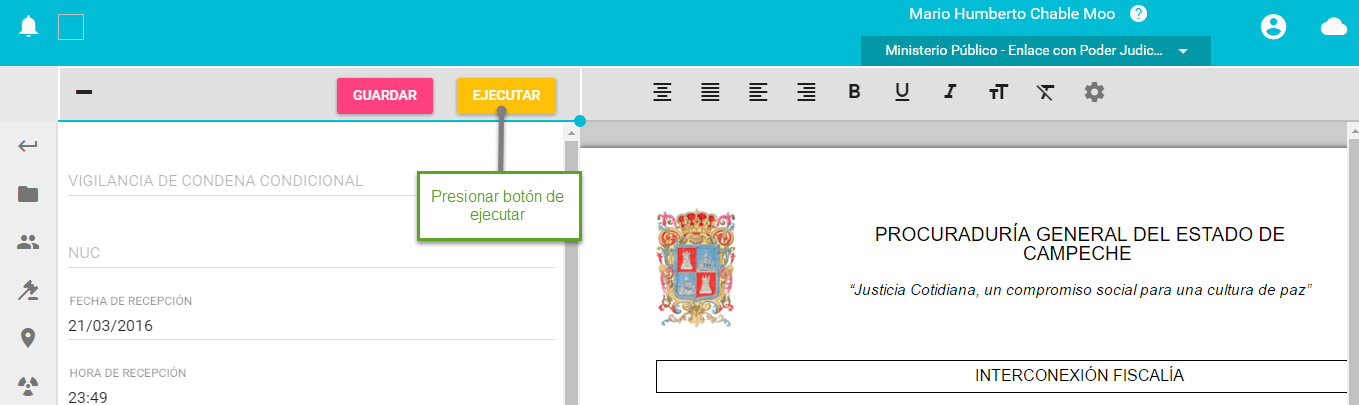 Mario Humberto Chable Moo ?
Ministerio Público - Enlace con Poder Judic...
GUARDAR
EJECUTAR
B U I TT
Presionar botón de
ejecutar
VIGILANCIA DE CONDENA CONDICIONAL
NUC
FECHA DE RECEPCIÓN
21/03/2016
HORA DE RECEPCIÓN
23:49
PROCURADURÍA GENERAL DEL ESTADO DE
CAMPECHE
“Justicia Cotidiana, un compromiso social para una cultura de paz”
INTERCONEXIÓN FISCALÍA